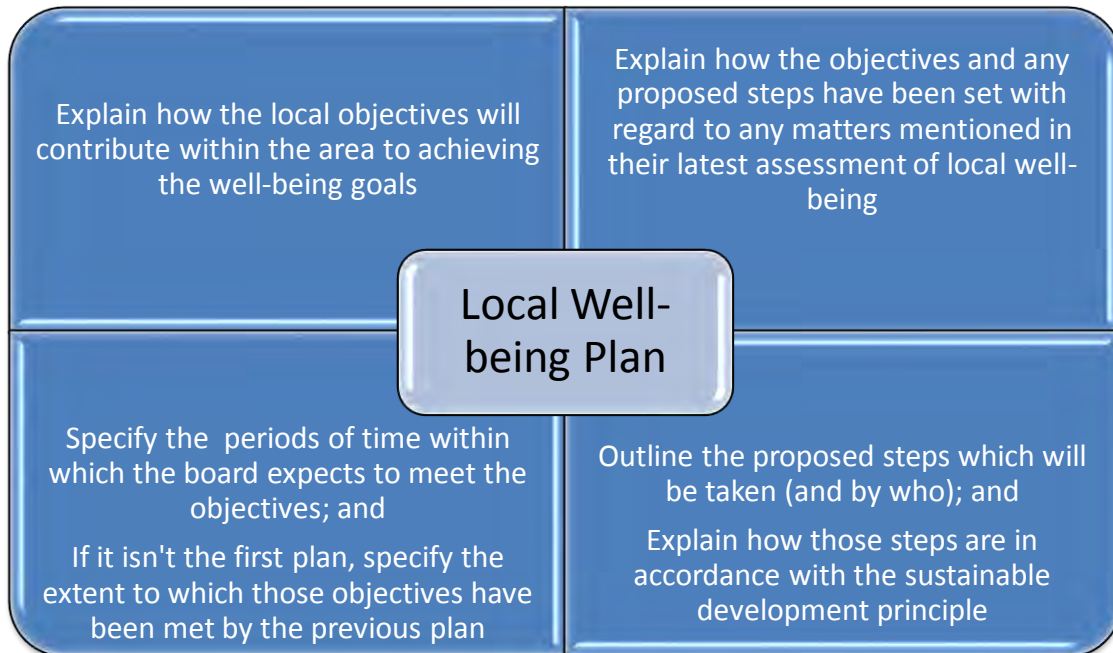 Explain how the local objectives will
contribute within the area to achieving
the well-being goals
Explain how the objectives and any
proposed steps have been set with
regard to any matters mentioned in
their latest assessment of local well-
being
Local Well-
being Plan
Specify the periods of time within
which the board expects to meet the
objectives; and
If it isn't the first plan, specify the
extent to which those objectives have
been met by the previous plan
Outline the proposed steps which will
be taken (and by who); and
Explain how those steps are in
accordance with the sustainable
development principle